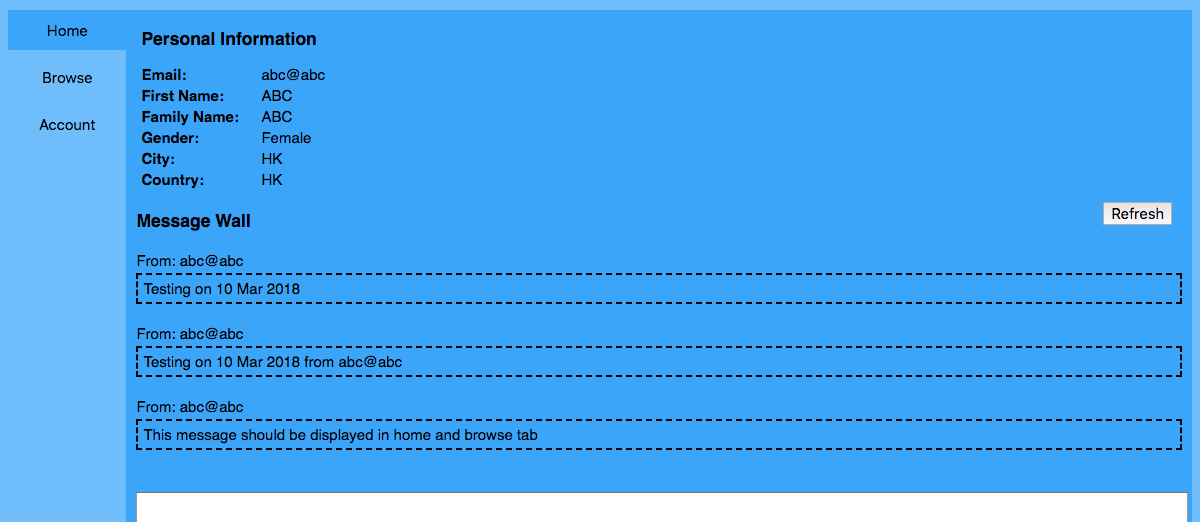 Home
Browse
Account
Personal Information
Email: abc@abc
First Name: ABC
Family Name: ABC
Gender: Female
City: HK
Country: HK
Message Wall
Refresh
From: abc@abc
Testing on 10 Mar 2018
From: abc@abc
Testing on 10 Mar 2018 from abc@abc
From: abc@abc
This message should be displayed in home and browse tab